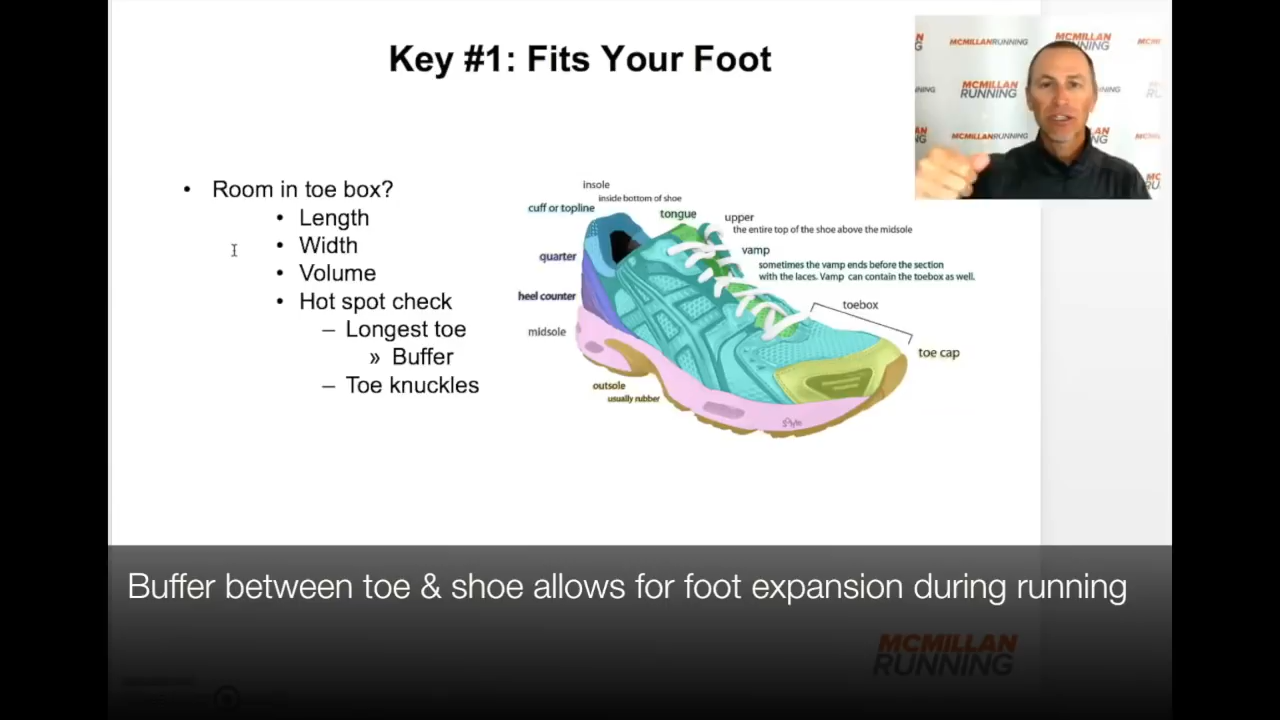 Key #1: Fits Your Foot
MCMILLANRUNNING
MCMILLAN
RUNNING
MCMILLANRUNNING
• Room in toe box?
• Length
• Width
• Volume
• Hot spot check
– Longest toe
» Buffer
– Toe knuckles
insole
inside bottom of shoe
cuff or topline
tongue
upper
the entire top of the shoe above the midsole
vamp
sometimes the vamp ends before the section
with the laces. Vamp can contain the toebox as well.
quarter
heel counter
toebox
midsole
toe cap
outsole
usually rubber
Style
Buffer between toe & shoe allows for foot expansion during running
MCMILLAN
RUNNING